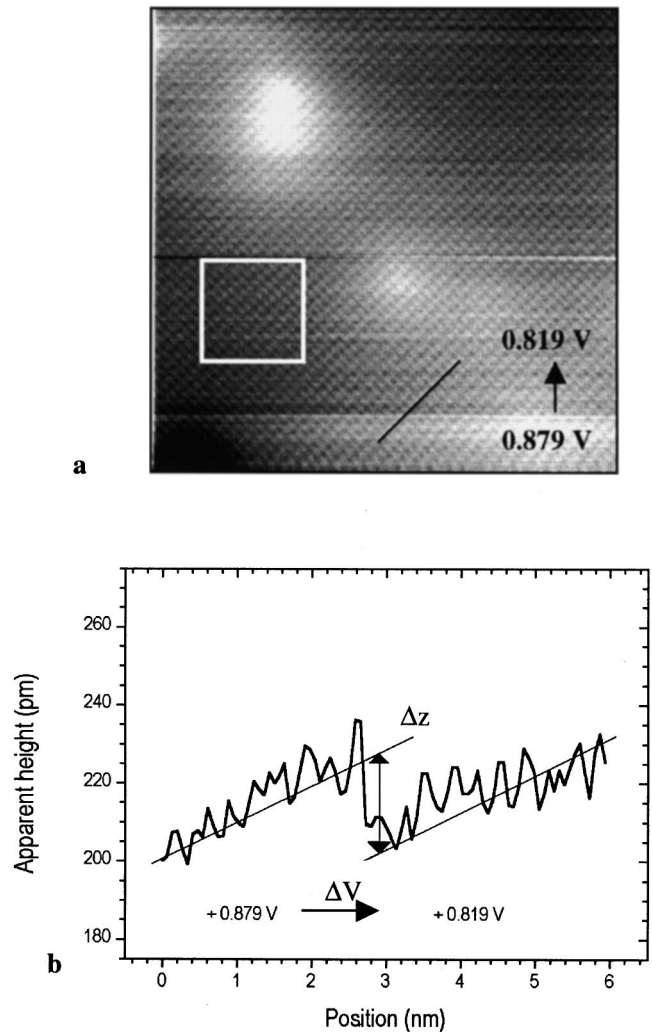 0.819 V
0.879 V
a
260
240
220
200
180
Apparent height (pm)
Δz
ΔV
+ 0.879 V
+ 0.819 V
b
0 1 2 3 4 5 6
Position (nm)